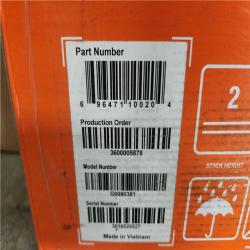 Part Number
6 96471 10020 4
Production Order
3600005878
Model Number
G0080381
Serial Number
Made in Vietnam
2
STACK HEIGHT